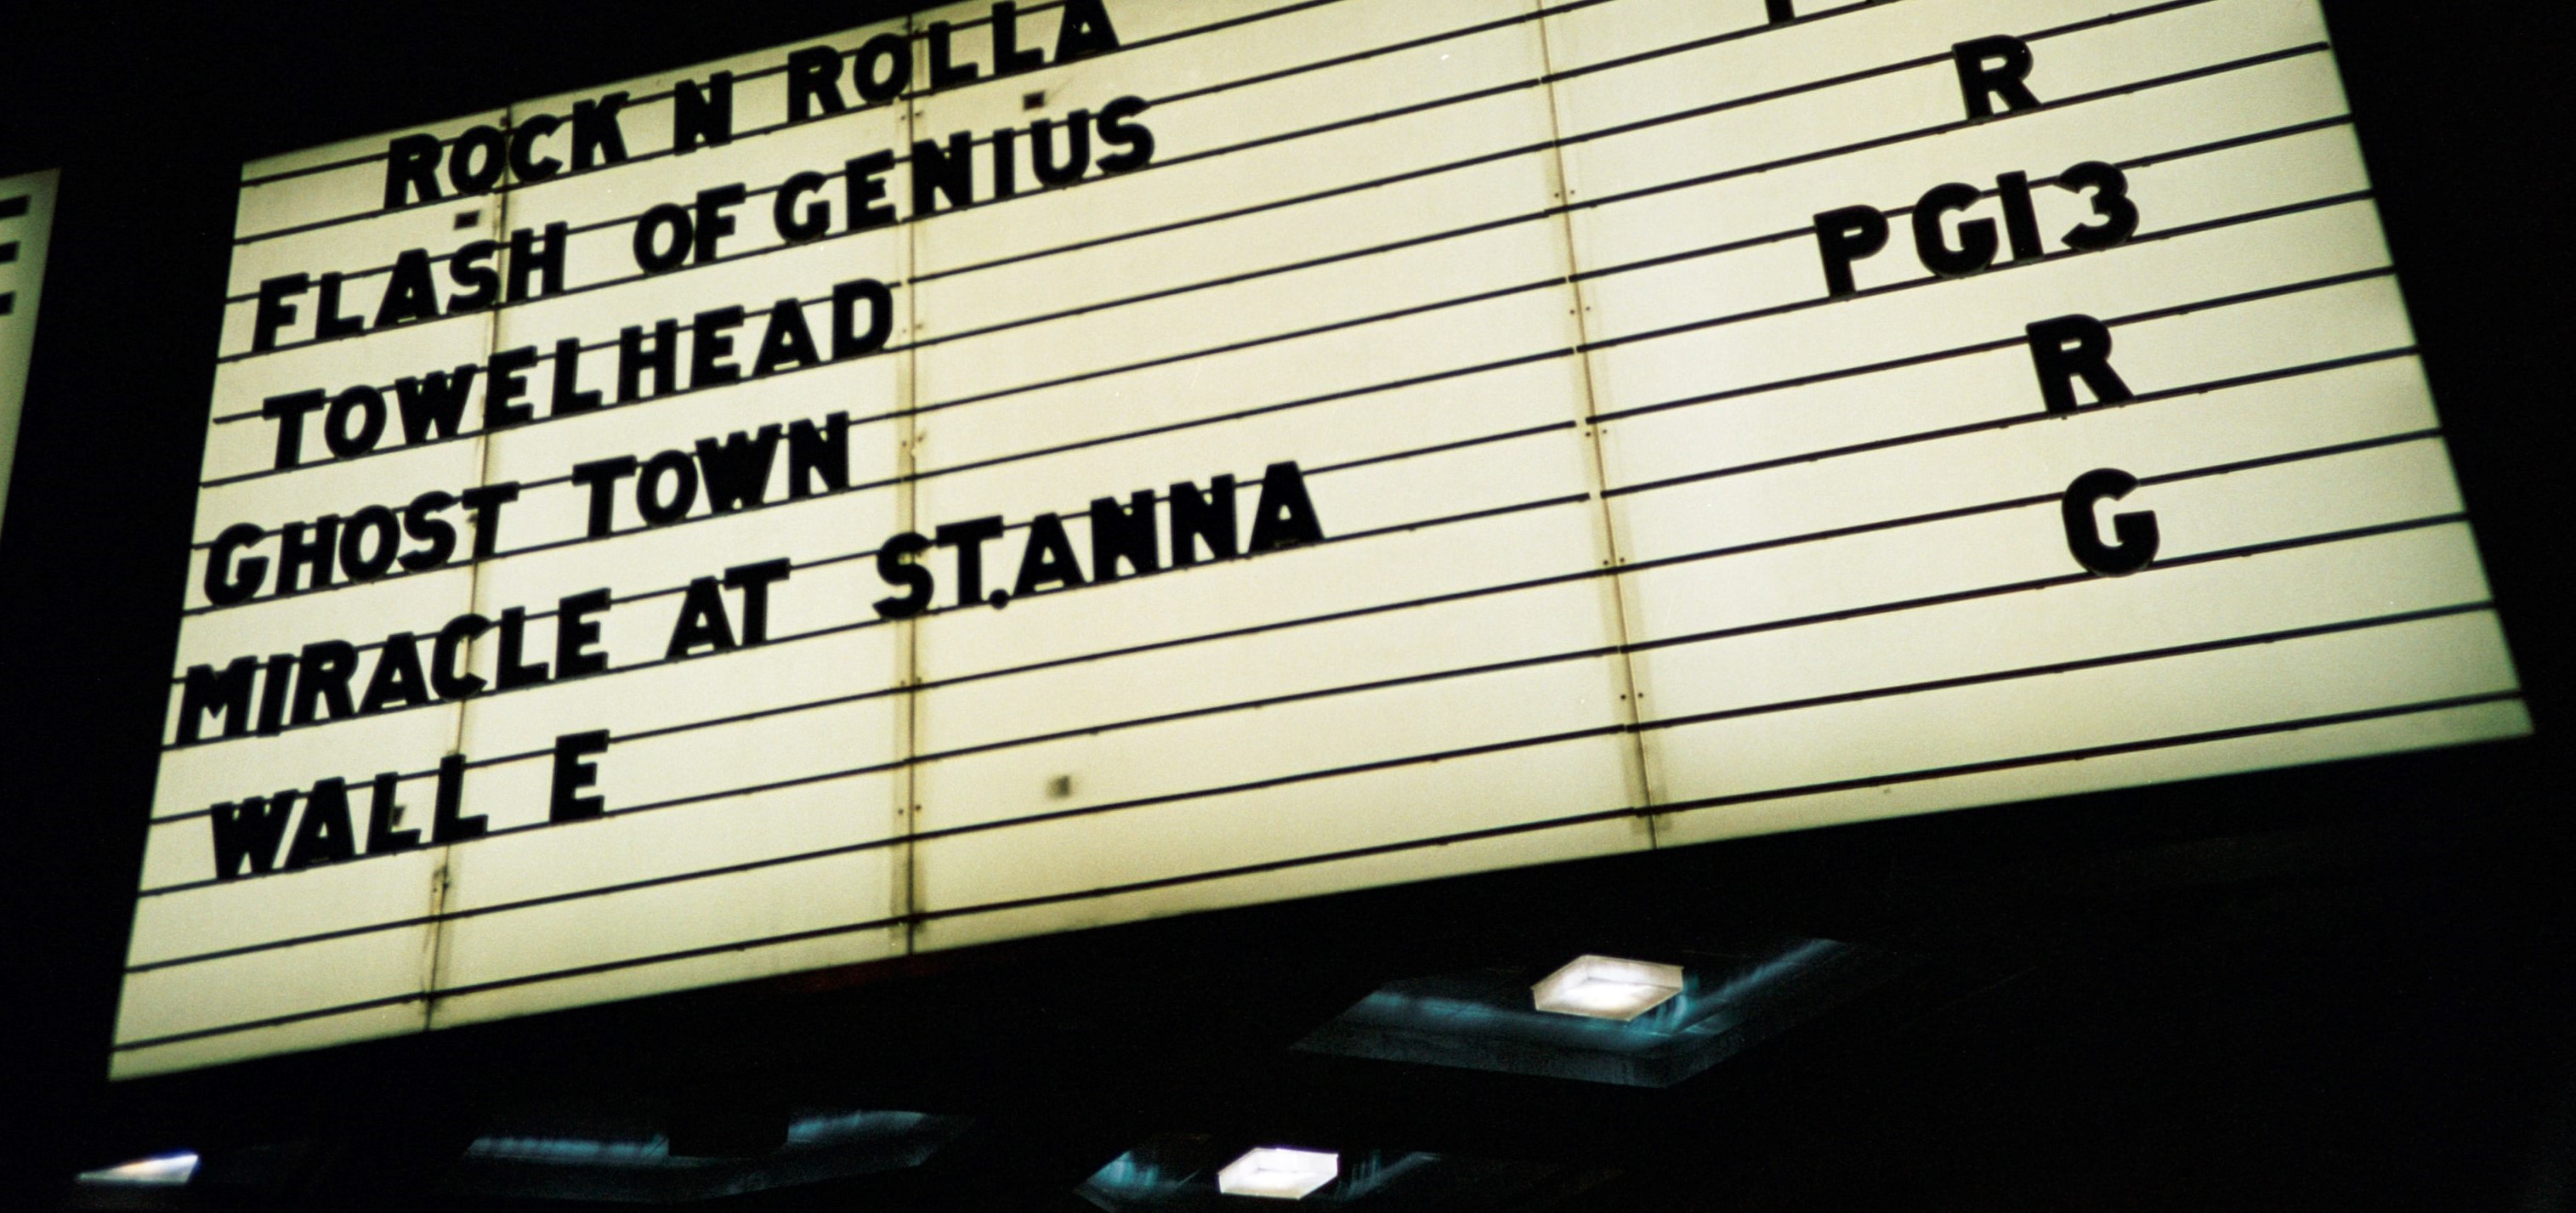 ROCK N ROLLA
FLASH OF GENIUS
TOWELHEAD R
GHOST TOWN PG13
MIRACLE AT ST.ANNA R
WALL E G